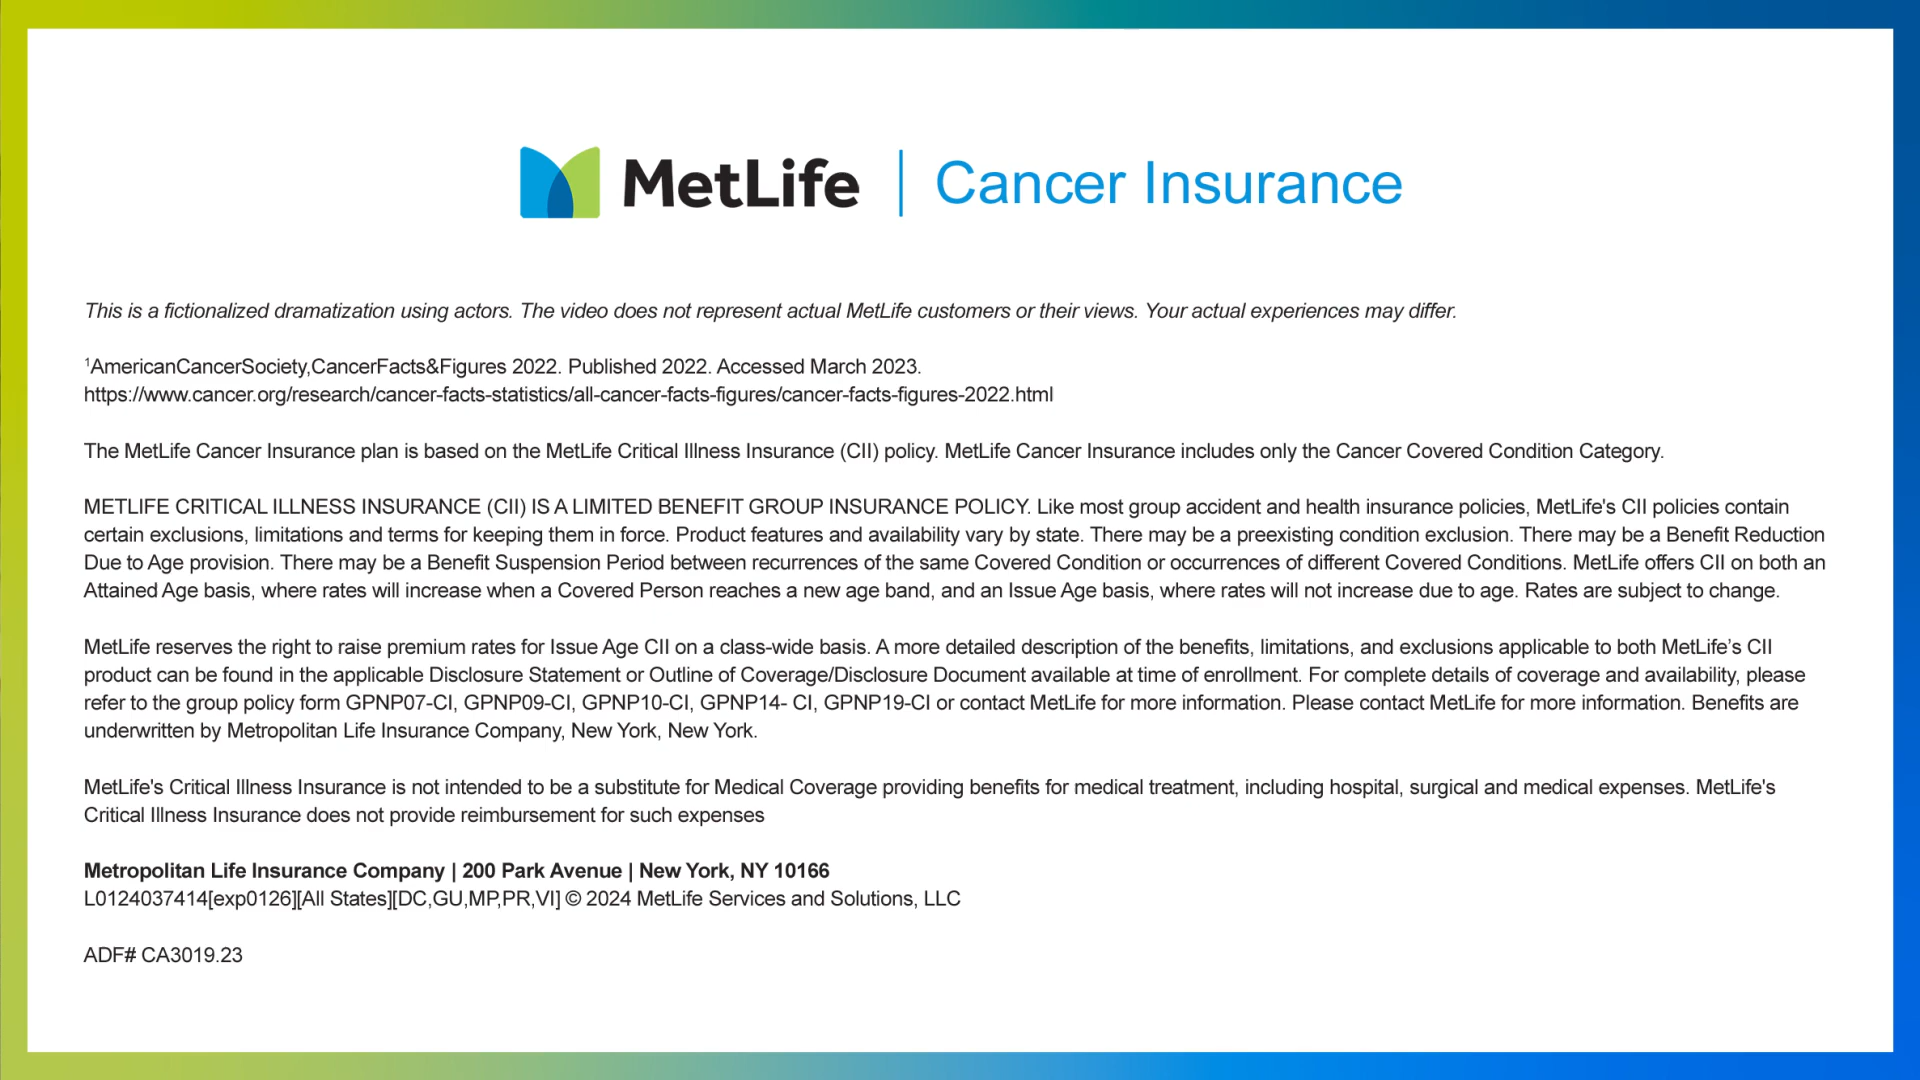 MetLife | Cancer Insurance
This is a fictionalized dramatization using actors. The video does not represent actual MetLife customers or their views. Your actual experiences may differ.
¹AmericanCancerSociety,CancerFacts&Figures 2022. Published 2022. Accessed March 2023.
https://www.cancer.org/research/cancer-facts-statistics/all-cancer-facts-figures/cancer-facts-figures-2022.html
The MetLife Cancer Insurance plan is based on the MetLife Critical Illness Insurance (CII) policy. MetLife Cancer Insurance includes only the Cancer Covered Condition Category.
METLIFE CRITICAL ILLNESS INSURANCE (CII) IS A LIMITED BENEFIT GROUP INSURANCE POLICY. Like most group accident and health insurance policies, MetLife's CII policies contain
certain exclusions, limitations and terms for keeping them in force. Product features and availability vary by state. There may be a preexisting condition exclusion. There may be a Benefit Reduction
Due to Age provision. There may be a Benefit Suspension Period between recurrences of the same Covered Condition or occurrences of different Covered Conditions. MetLife offers CII on both an
Attained Age basis, where rates will increase when a Covered Person reaches a new age band, and an Issue Age basis, where rates will not increase due to age. Rates are subject to change.
MetLife reserves the right to raise premium rates for Issue Age CII on a class-wide basis. A more detailed description of the benefits, limitations, and exclusions applicable to both MetLife’s CII
product can be found in the applicable Disclosure Statement or Outline of Coverage/Disclosure Document available at time of enrollment. For complete details of coverage and availability, please
refer to the group policy form GPNP07-CI, GPNP09-CI, GPNP10-CI, GPNP14- CI, GPNP19-CI or contact MetLife for more information. Please contact MetLife for more information. Benefits are
underwritten by Metropolitan Life Insurance Company, New York, New York.
MetLife's Critical Illness Insurance is not intended to be a substitute for Medical Coverage providing benefits for medical treatment, including hospital, surgical and medical expenses. MetLife's
Critical Illness Insurance does not provide reimbursement for such expenses
Metropolitan Life Insurance Company | 200 Park Avenue | New York, NY 10166
L0124037414[exp0126][All States][DC,GU,MP,PR,VI] © 2024 MetLife Services and Solutions, LLC
ADF# CA3019.23